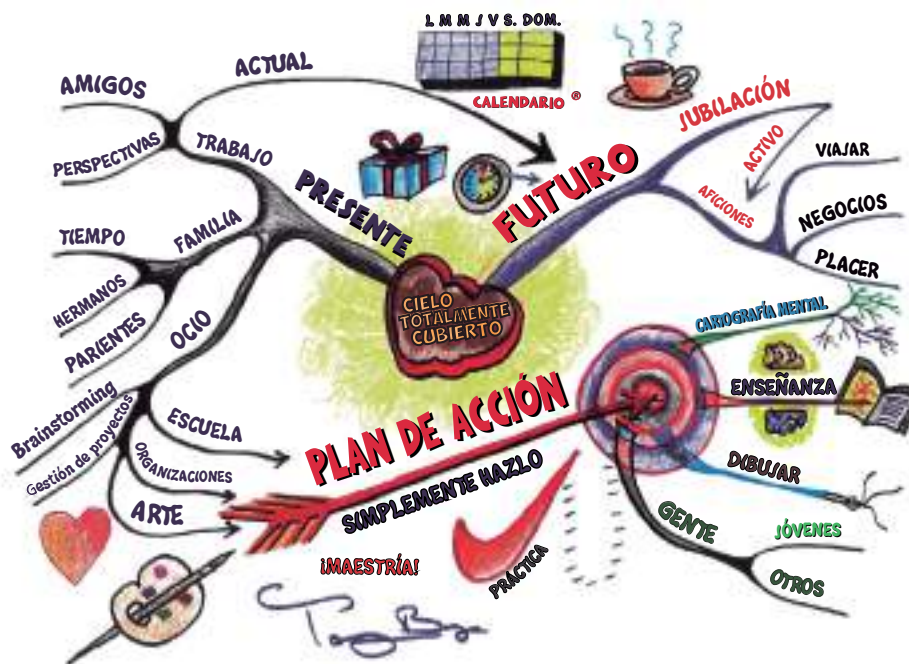 L M M J V S. DOM.
CALENDARIO ®
AMIGOS
ACTUAL
PERSPECTIVAS
TRABAJO
PRESENTE
FUTURO
JUBILACIÓN
ACTIVO
AFICIONES
VIAJAR
NEGOCIOS
PLACER
TIEMPO
FAMILIA
HERMANOS
PARIENTES
OCIO
CIELO
TOTALMENTE
CUBIERTO
CARTOGRAFÍA MENTAL
ENSEÑANZA
DIBUJAR
GENTE
JÓVENES
OTROS
Brainstorming
Gestión de proyectos
ESCUELA
ORGANIZACIONES
ARTE
PLAN DE ACCIÓN
SIMPLEMENTE HAZLO
¡MAESTRÍA!
PRÁCTICA